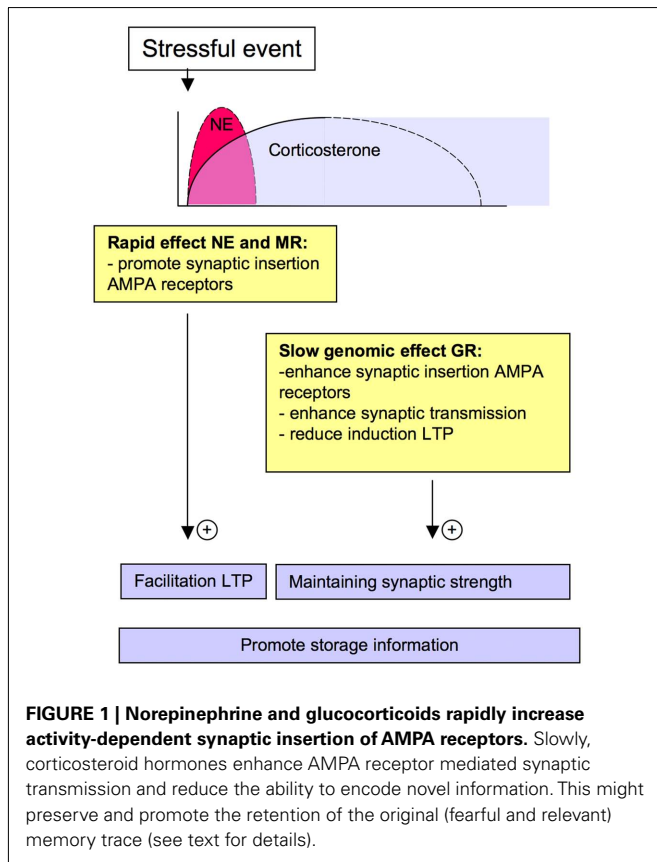 Stressful event
NE
Corticosterone
Rapid effect NE and MR:
- promote synaptic insertion
AMPA receptors
Slow genomic effect GR:
-enhance synaptic insertion AMPA
receptors
- enhance synaptic transmission
- reduce induction LTP
+
+
Facilitation LTP
Maintaining synaptic strength
Promote storage information
FIGURE 1 | Norepinephrine and glucocorticoids rapidly increase
activity-dependent synaptic insertion of AMPA receptors. Slowly,
corticosteroid hormones enhance AMPA receptor mediated synaptic
transmission and reduce the ability to encode novel information. This might
preserve and promote the retention of the original (fearful and relevant)
memory trace (see text for details).